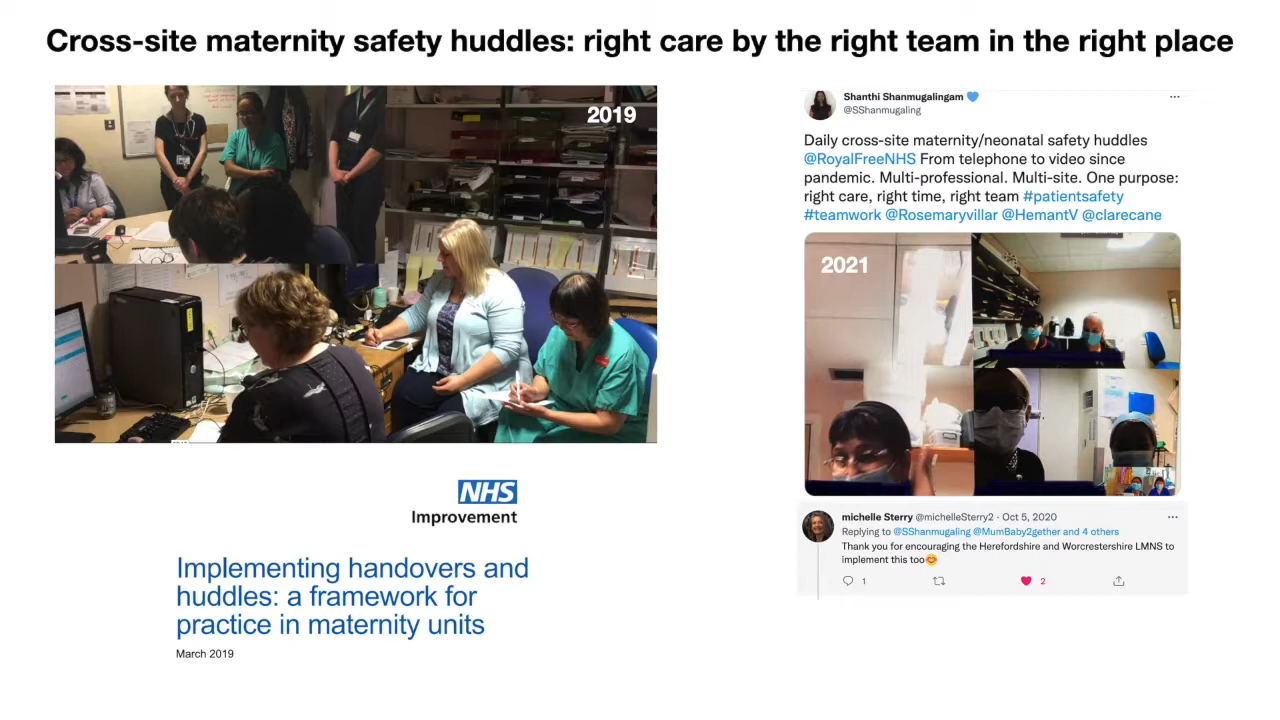 Cross-site maternity safety huddles: right care by the right team in the right place
2019
NHS
Improvement
Implementing handovers and
huddles: a framework for
practice in maternity units
March 2019
Shanthi Shanmugalingam 💙
@SShanmugaling
Daily cross-site maternity/neonatal safety huddles
@RoyalFreeNHS From telephone to video since
pandemic. Multi-professional. Multi-site. One purpose:
right care, right time, right team #patientsafety
#teamwork @Rosemaryvillar @HemantV @clarecane
2021
michelle Sterry @michelleSterry2 · Oct 5, 2020
Replying to @SShanmugaling @MumBaby2gether and 4 others
Thank you for encouraging the Herefordshire and Worcrestershire LMNS to
implement this too😊
1
2